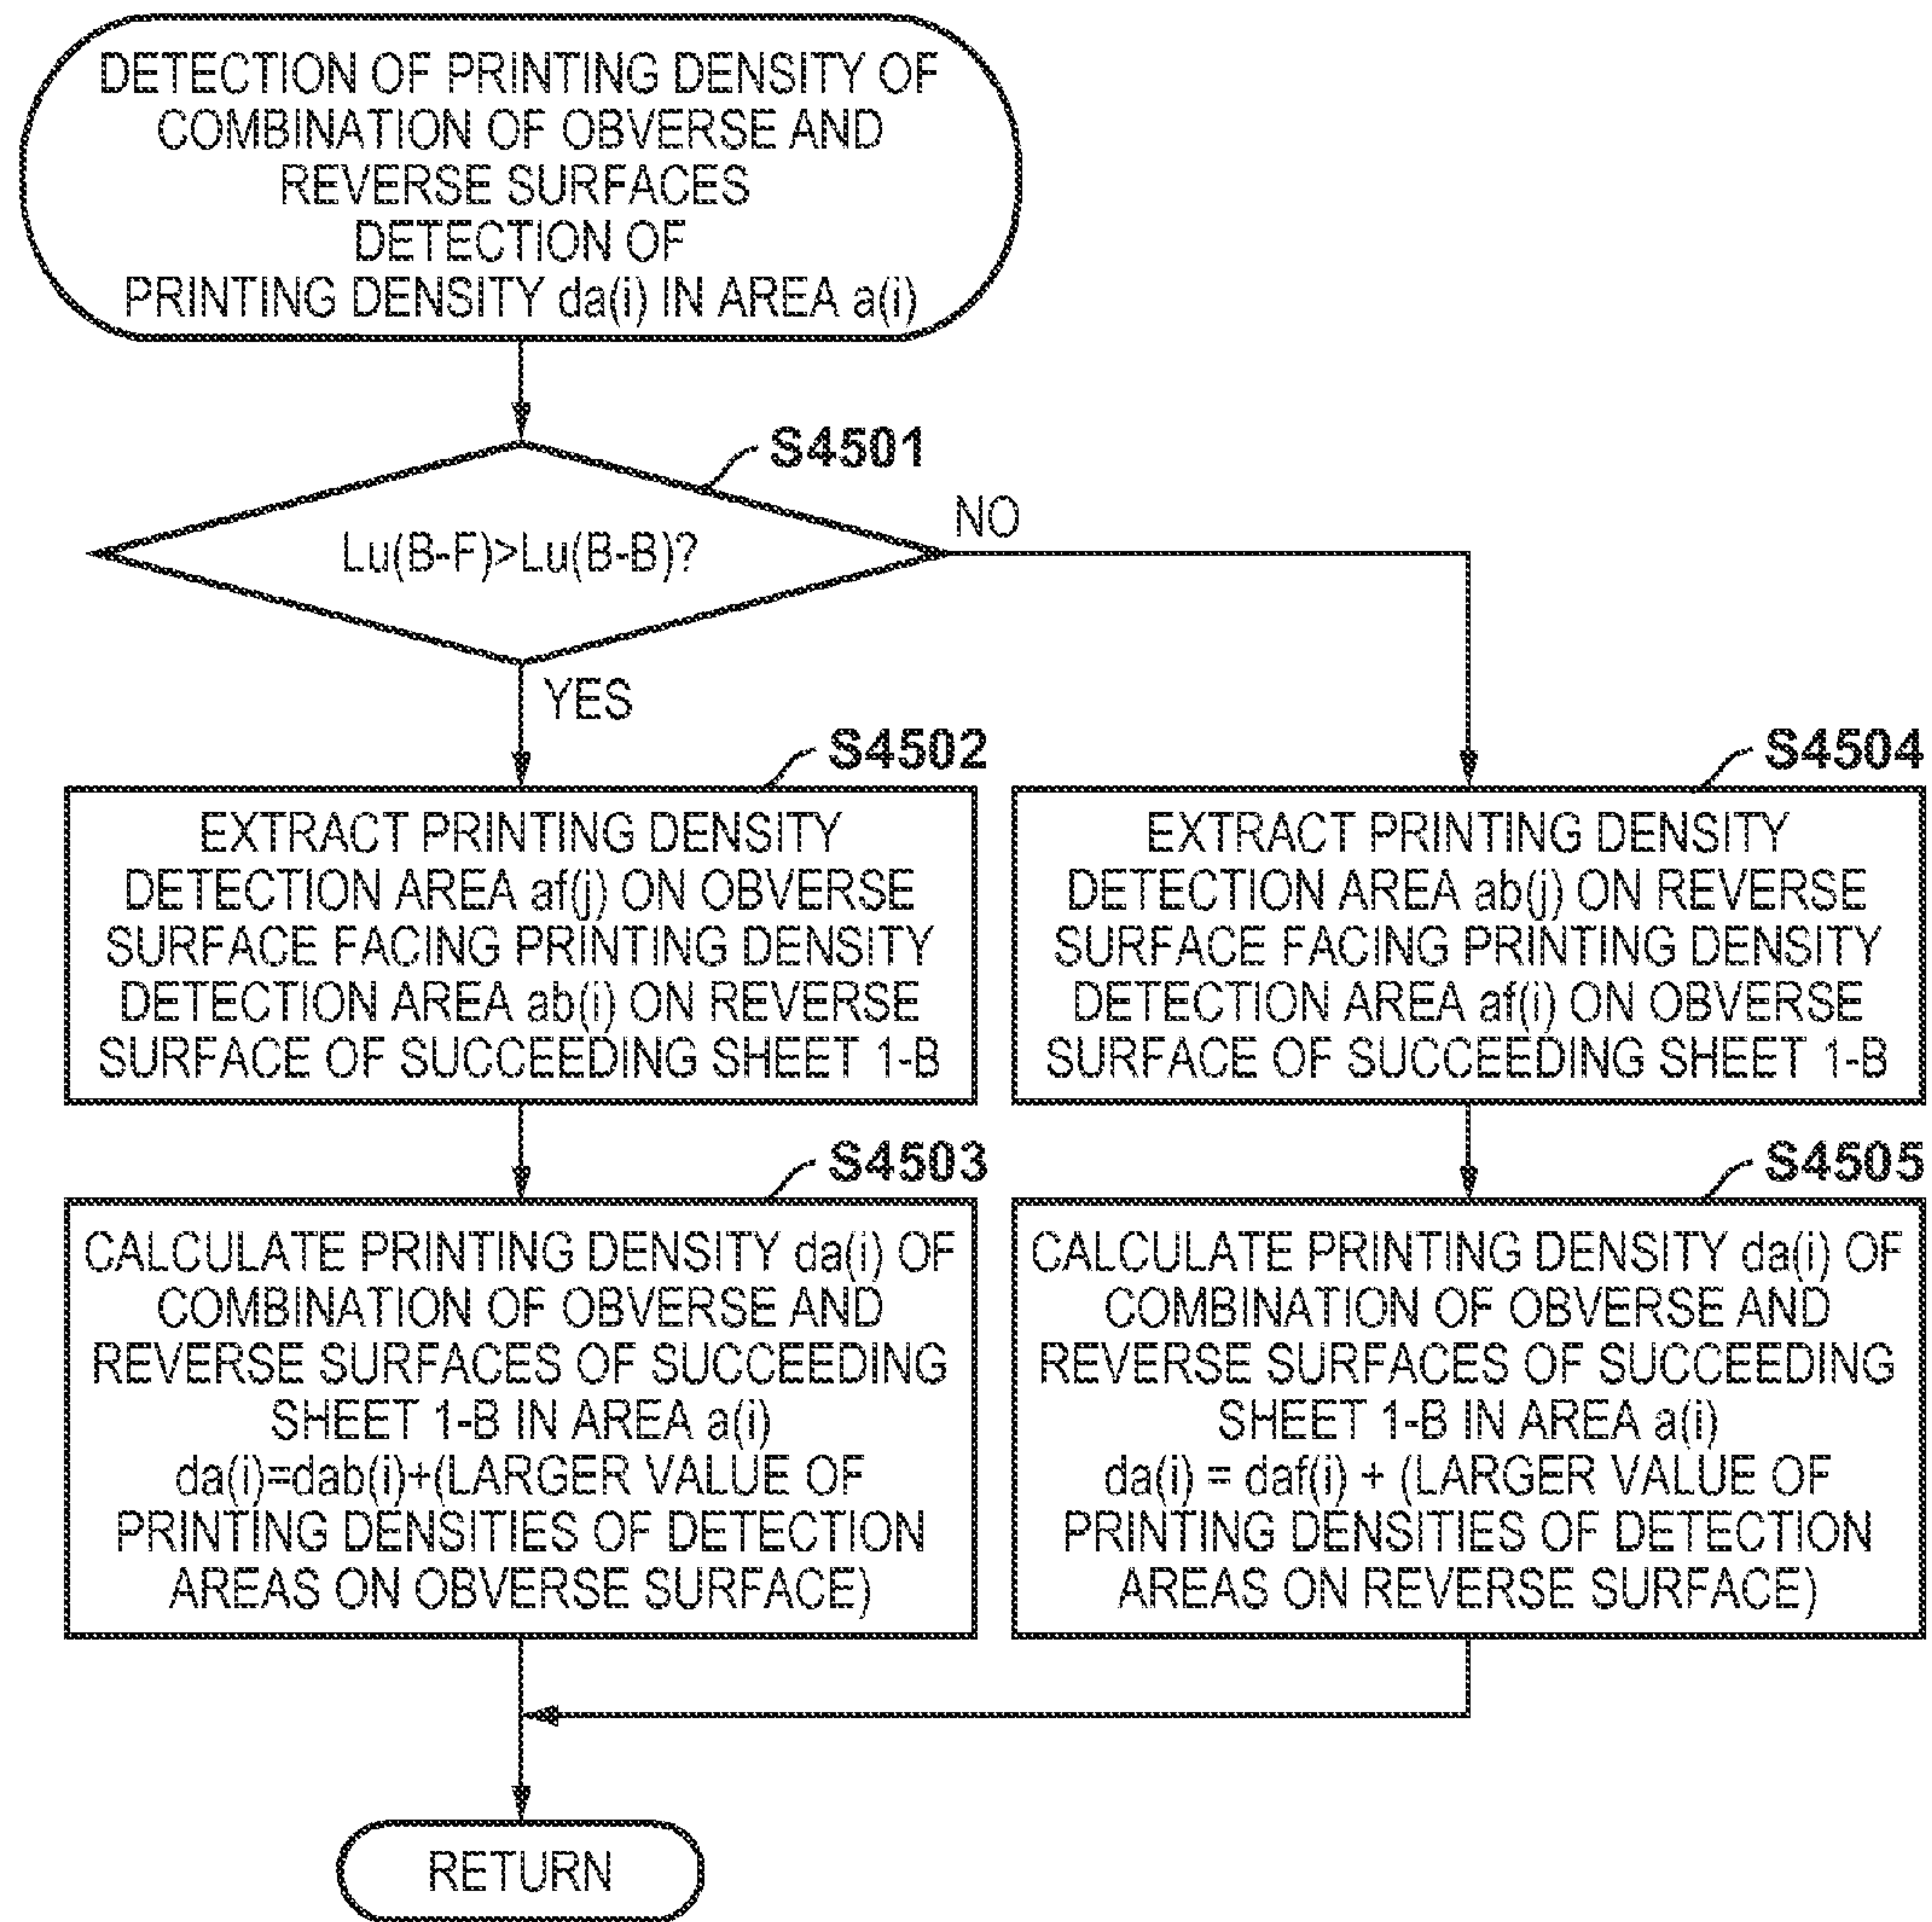 DETECTION OF PRINTING DENSITY OF
COMBINATION OF OBVERSE AND
REVERSE SURFACES
DETECTION OF
PRINTING DENSITY da(i) IN AREA a(i)
S4501
Lu(B-F)>Lu(B-B)?
NO
YES
S4502
EXTRACT PRINTING DENSITY
DETECTION AREA af(j) ON OBVERSE
SURFACE FACING PRINTING DENSITY
DETECTION AREA ab(i) ON REVERSE
SURFACE OF SUCCEEDING SHEET 1-B
S4504
EXTRACT PRINTING DENSITY
DETECTION AREA ab(j) ON REVERSE
SURFACE FACING PRINTING DENSITY
DETECTION AREA af(i) ON OBVERSE
SURFACE OF SUCCEEDING SHEET 1-B
S4503
CALCULATE PRINTING DENSITY da(i) OF
COMBINATION OF OBVERSE AND
REVERSE SURFACES OF SUCCEEDING
SHEET 1-B IN AREA a(i)
da(i)=dab(i)+(LARGER VALUE OF
PRINTING DENSITIES OF DETECTION
AREAS ON OBVERSE SURFACE)
S4505
CALCULATE PRINTING DENSITY da(i) OF
COMBINATION OF OBVERSE AND
REVERSE SURFACES OF SUCCEEDING
SHEET 1-B IN AREA a(i)
da(i) = daf(i) + (LARGER VALUE OF
PRINTING DENSITIES OF DETECTION
AREAS ON REVERSE SURFACE)
RETURN